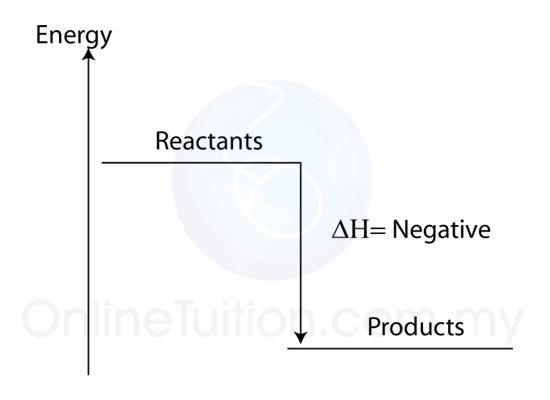 Energy
Reactants
ΔH= Negative
OnlineTuition.com.my
Products